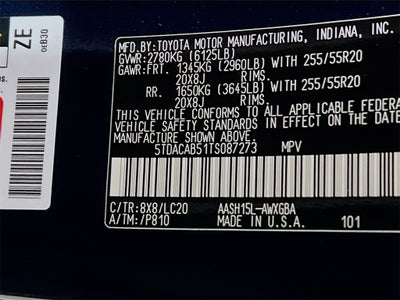 ZE
0EB30
ns.
MFD.BY:TOYOTA MOTOR MANUFACTURING, INDIANA, INC.
GVWR:2780KG (6125LB)
GAWR:FRT. 1345KG (2960LB) WITH 255/55R20
20X8J RIMS.
RR. 1650KG (3645LB) WITH 255/55R20
20X8J RIMS.
THIS VEHICLE CONFORMS TO ALL APPLICABLE FEDERA
VEHICLE SAFETY
STANDARDS IN EFFECT ON THE DATE
MANUFACTURE SHOWN ABOVE.
5TDACAB51TS087273 MPV
C/TR:8X8/LC20 AASH15L-AWXGBA
A/TM:/P810 MADE IN U.S.A. 101